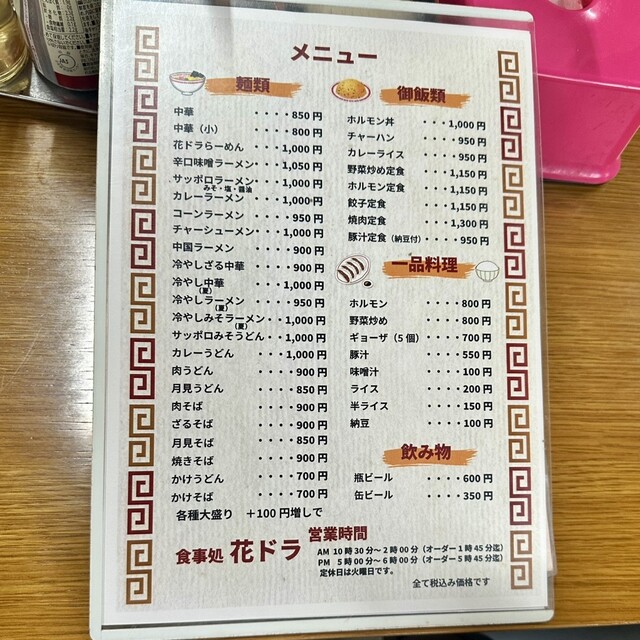 メニュー
麺類
中華 ････850円
中華（小） ････800円
花ドラらーめん ･･･1,000円
辛口味噌ラーメン･･･1,050円
サッポロラーメン･･･1,000円
みそ・塩・醤油
カレーラーメン ･･･1,000円
コーンラーメン ････950円
チャーシューメン･･･1,000円
中国ラーメン ････900円
冷やしざる中華 ････900円
冷やし中華 ･･･1,000円
（夏）
冷やしラーメン ････950円
（夏）
冷やしみそラーメン･･1,000円
（夏）
サッポロみそうどん･･1,000円
カレーうどん ･･･1,000円
肉うどん ････900円
月見うどん ････850円
肉そば ････900円
ざるそば ････900円
月見そば ････850円
焼きそば ････900円
かけうどん ････700円
かけそば ････700円
各種大盛り ＋100円増しで
御飯類
ホルモン丼 ･･･1,000円
チャーハン ････950円
カレーライス ････950円
野菜炒め定食 ･･･1,150円
ホルモン定食 ･･･1,150円
餃子定食 ･･･1,150円
焼肉定食 ･･･1,300円
豚汁定食（納豆付）････950円
一品料理
ホルモン ････800円
野菜炒め ････800円
ギョーザ（5個）････700円
豚汁 ････550円
味噌汁 ････100円
ライス ････200円
半ライス ････150円
納豆 ････100円
飲み物
瓶ビール ････600円
缶ビール ････350円
食事処 花ドラ
営業時間
AM 10時30分～2時00分（オーダー1時45分迄）
PM 5時00分～6時00分（オーダー5時45分迄）
定休日は火曜日です。
全て税込み価格です